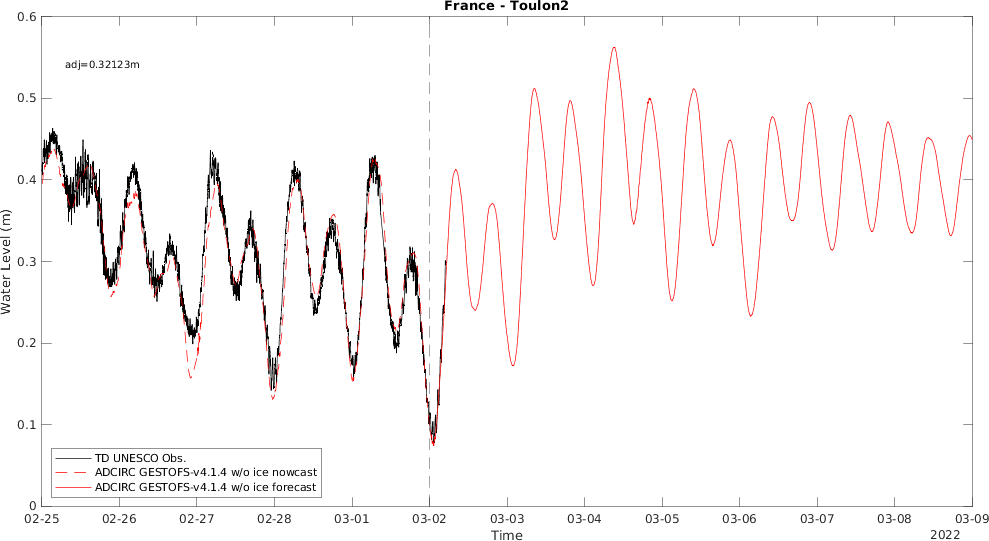 France - Toulon2
adj=0.32123m
0.6
0.5
0.4
0.3
0.2
0.1
0
Water Level (m)
TD UNESCO Obs.
ADCIRC GESTOFS-v4.1.4 w/o ice nowcast
ADCIRC GESTOFS-v4.1.4 w/o ice forecast
02-25 02-26 02-27 02-28 03-01 03-02 03-03 03-04 03-05 03-06 03-07 03-08 03-09
Time
2022